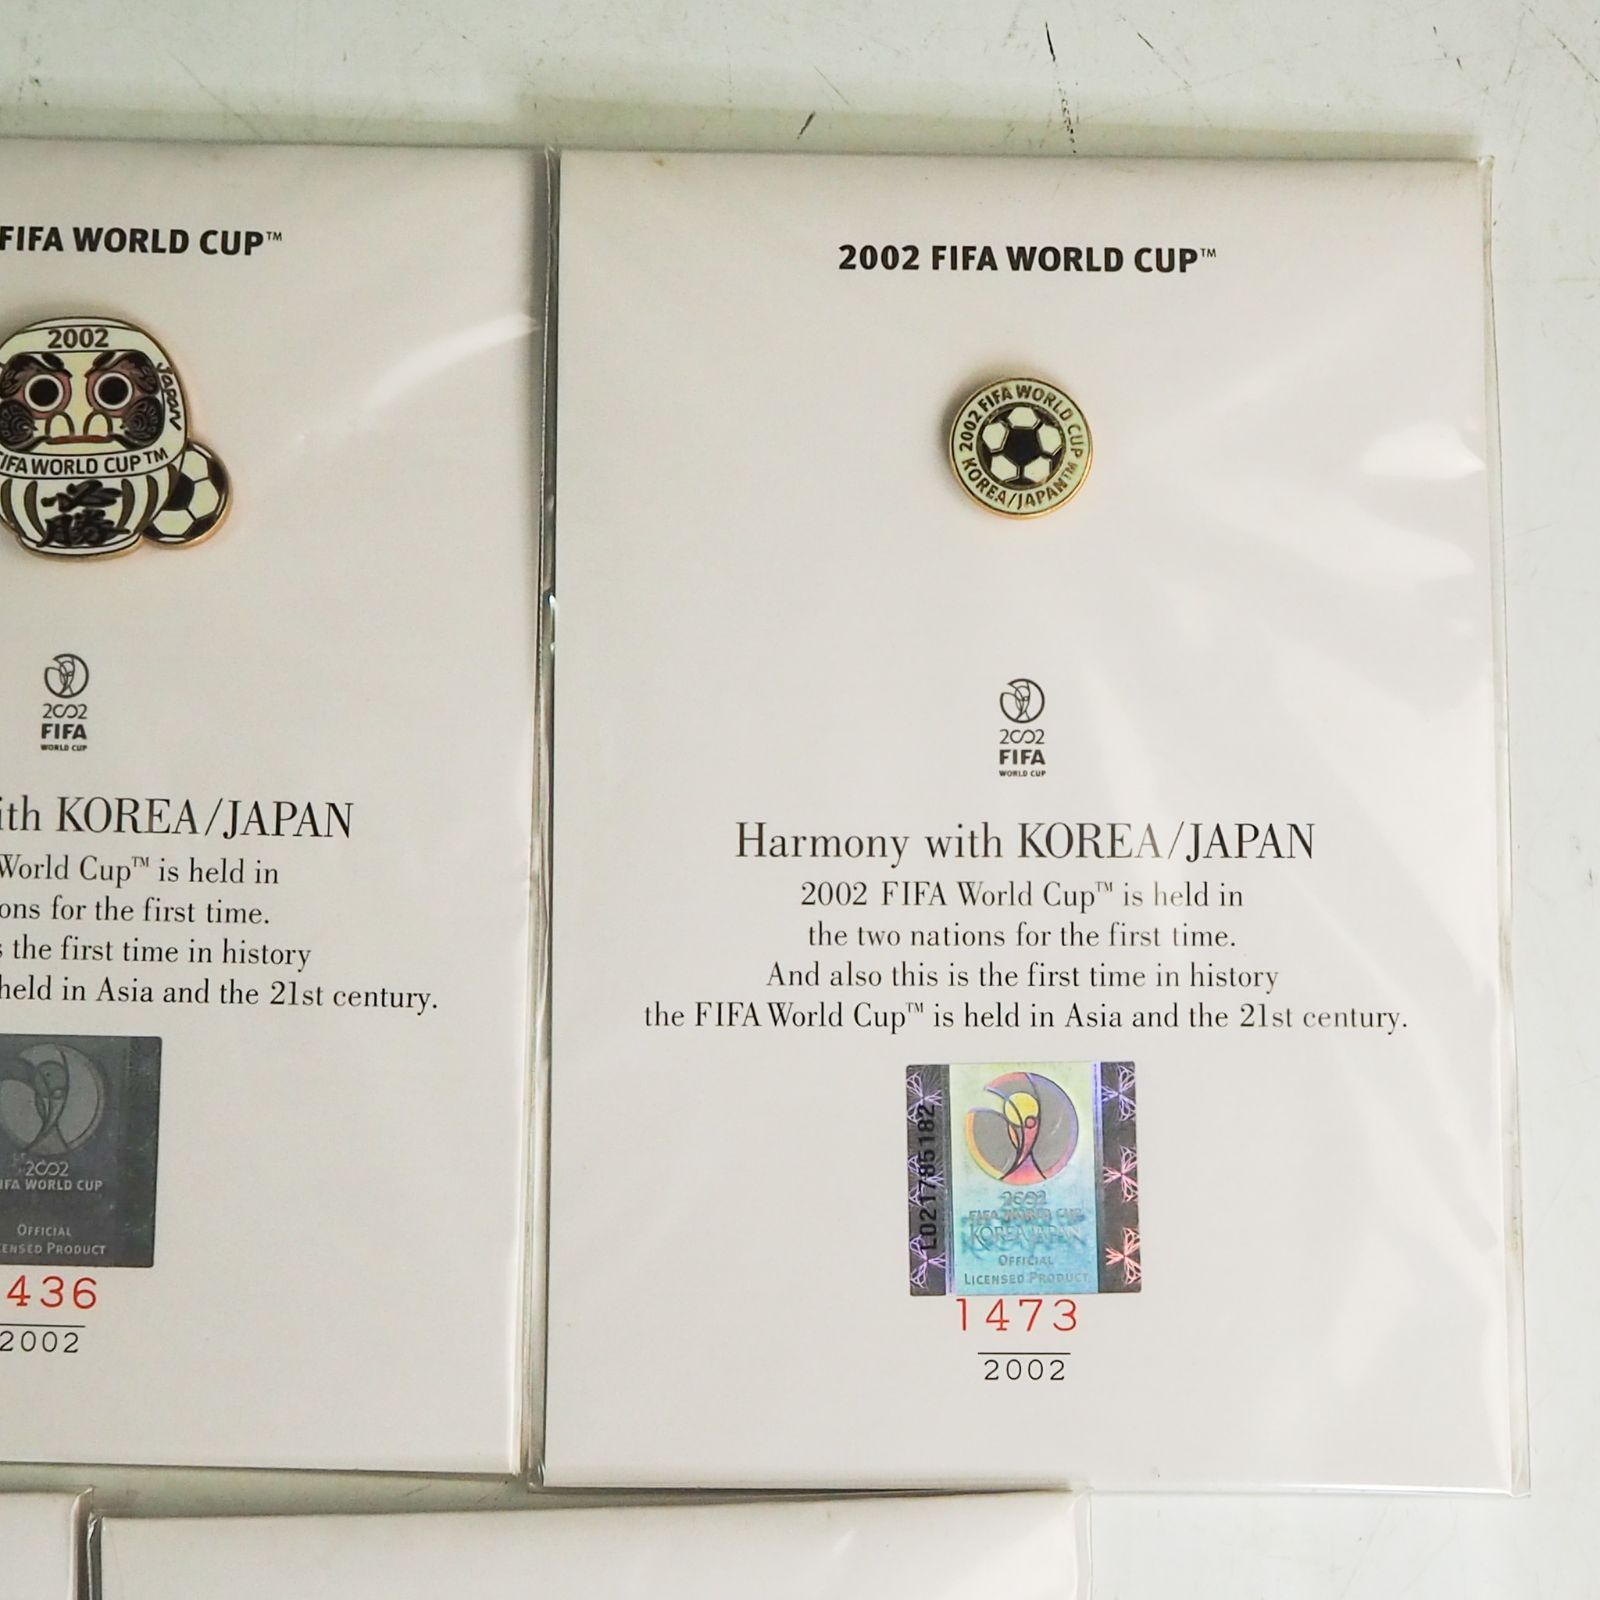 FIFA WORLD CUP™
2002
Japan
FIFA WORLD CUP™
必勝
2002
FIFA
WORLD CUP
ith KOREA/JAPAN
World Cup™ is held in
ons for the first time.
s the first time in history
held in Asia and the 21st century.
2002
IFA WORLD CUP
OFFICIAL
ENSED PRODUCT
436
2002
2002 FIFA WORLD CUP™
2002 FIFA WORLD CUP
KOREA/JAPAN™
2002
FIFA
WORLD CUP
Harmony with KOREA/JAPAN
2002 FIFA World Cup™ is held in
the two nations for the first time.
And also this is the first time in history
the FIFA World Cup™ is held in Asia and the 21st century.
L021785182
2002
FIFA WORLD CUP
KOREA JAPAN
OFFICIAL
LICENSED PRODUCT
1473
2002